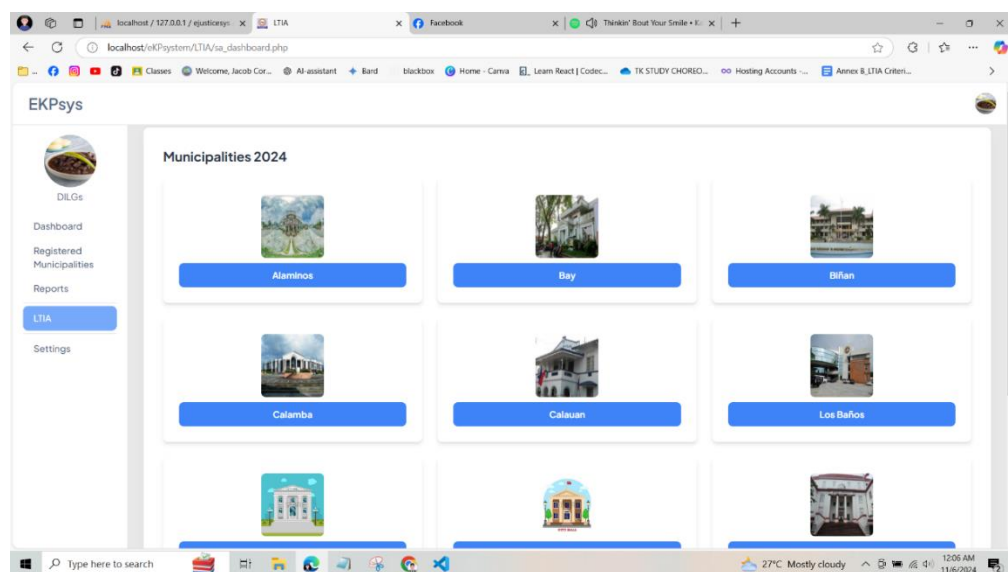 localhost / 127.0.0.1 / ejusticesys
LTIA
Facebook
Thinkin' Bout Your Smile •
localhost/eKPsystem/LTIA/sa_dashboard.php
Classes
Welcome, Jacob Cor...
AI-assistant
Bard
blackbox
Home - Canva
Learn React | Codec...
TK STUDY CHOREO...
Hosting Accounts -...
Annex B_LTIA Criteri...
EKPsys
DILGs
Dashboard
Registered
Municipalities
Reports
LTIA
Settings
Municipalities 2024
Alaminos
Bay
Biñan
Calamba
Calauan
Los Baños
Type here to search
27°C Mostly cloudy
12:06 AM
11/6/2024